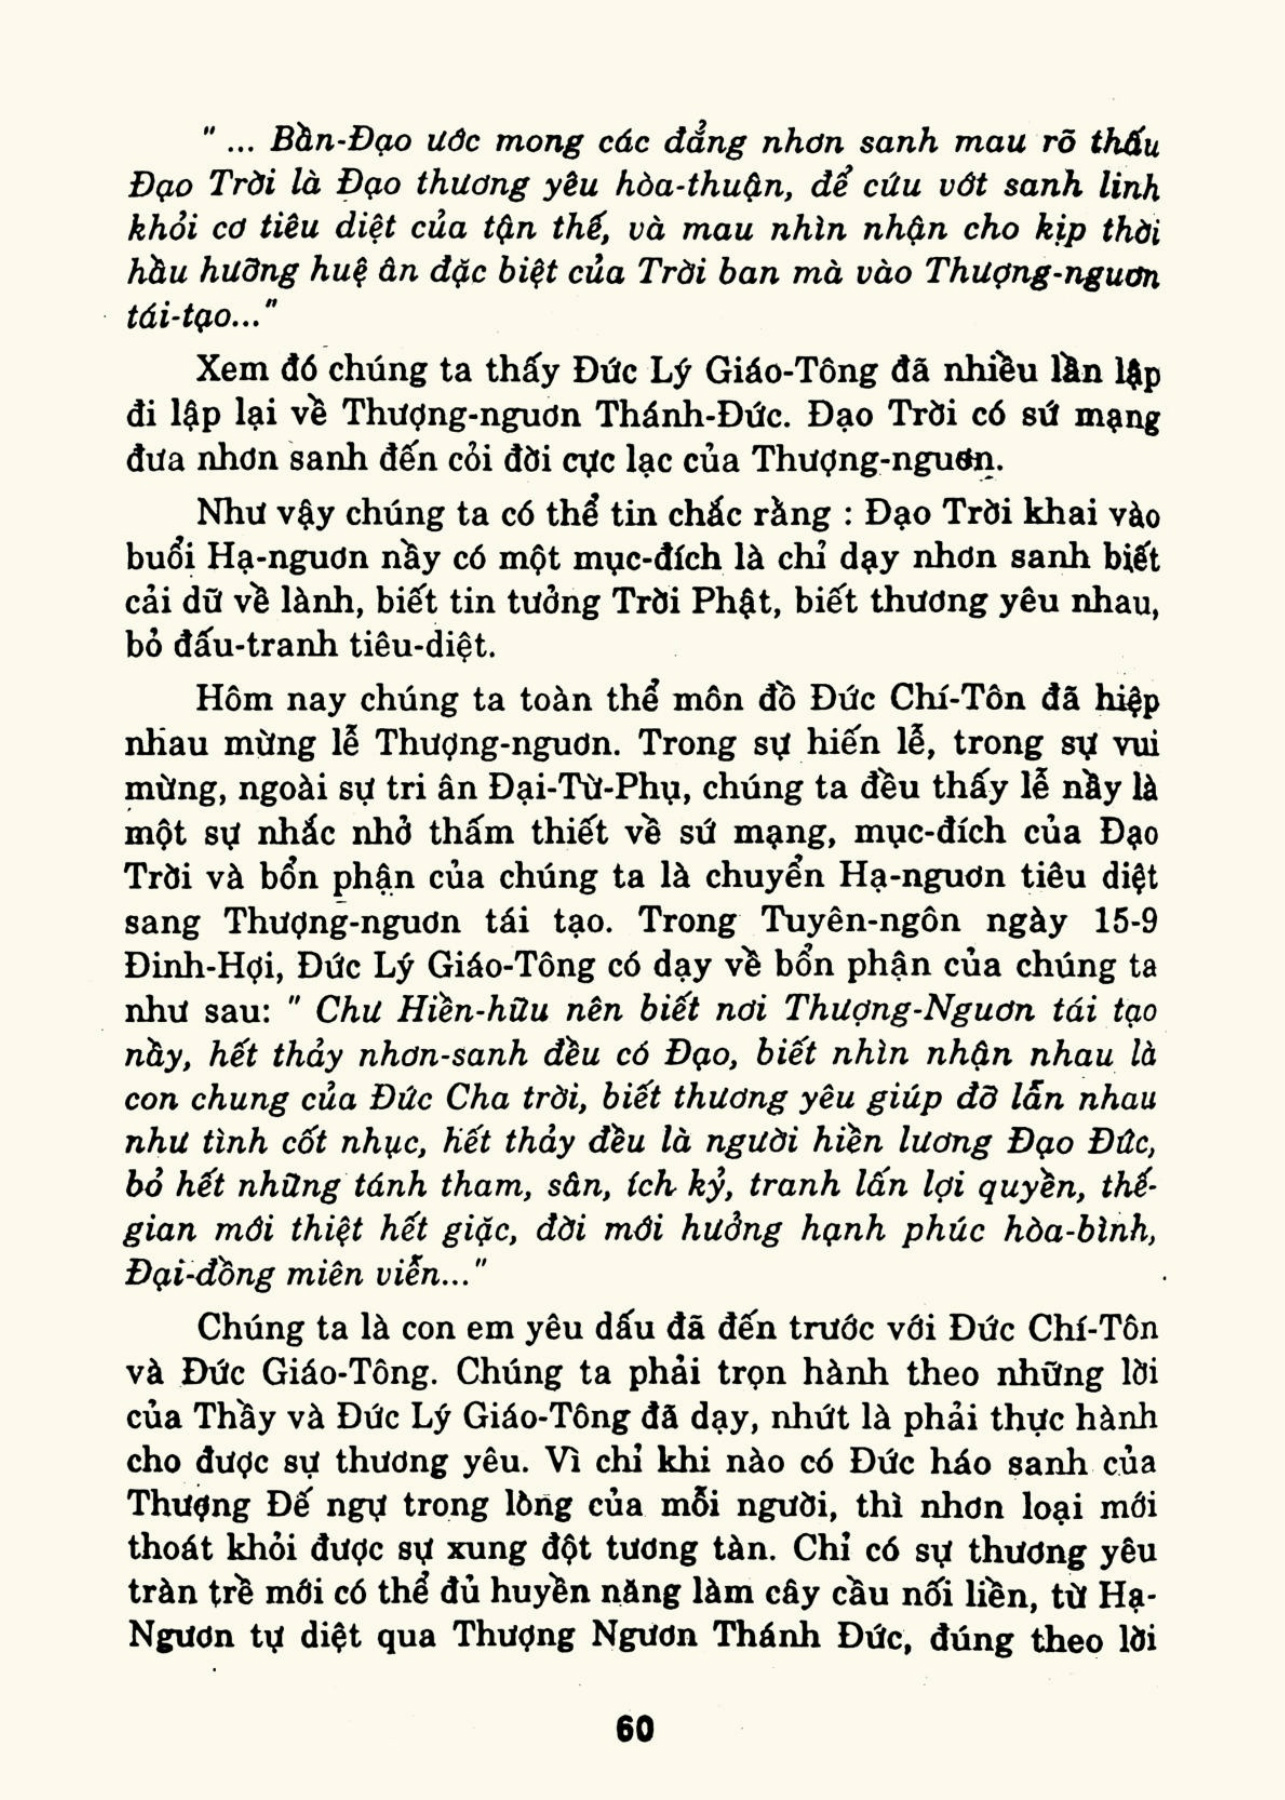 " ... Bần-Đạo ước mong các đẳng nhơn sanh mau rõ thấu
Đạo Trời là Đạo thương yêu hòa-thuận, để cứu vớt sanh linh
khỏi cơ tiêu diệt của tận thế, và mau nhìn nhận cho kịp thời
hầu hưỡng huệ ân đặc biệt của Trời ban mà vào Thượng-nguơn
tái-tạo..."
Xem đó chúng ta thấy Đức Lý Giáo-Tông đã nhiều lần lập
đi lập lại về Thượng-nguơn Thánh-Đức. Đạo Trời có sứ mạng
đưa nhơn sanh đến cỏi đời cực lạc của Thượng-nguơn.
Như vậy chúng ta có thể tin chắc rằng : Đạo Trời khai vào
buổi Hạ-nguơn nầy có một mục-đích là chỉ dạy nhơn sanh biết
cải dữ về lành, biết tin tưởng Trời Phật, biết thương yêu nhau,
bỏ đấu-tranh tiêu-diệt.
Hôm nay chúng ta toàn thể môn đồ Đức Chí-Tôn đã hiệp
nhau mừng lễ Thượng-nguơn. Trong sự hiến lễ, trong sự vui
mừng, ngoài sự tri ân Đại-Từ-Phụ, chúng ta đều thấy lễ nầy là
một sự nhắc nhở thấm thiết về sứ mạng, mục-đích của Đạo
Trời và bổn phận của chúng ta là chuyển Hạ-nguơn tiêu diệt
sang Thượng-nguơn tái tạo. Trong Tuyên-ngôn ngày 15-9
Đinh-Hợi, Đức Lý Giáo-Tông có dạy về bổn phận của chúng ta
như sau: " Chư Hiền-hữu nên biết nơi Thượng-Nguơn tái tạo
nầy, hết thảy nhơn-sanh đều có Đạo, biết nhìn nhận nhau là
con chung của Đức Cha trời, biết thương yêu giúp đỡ lẫn nhau
như tình cốt nhục, hết thảy đều là người hiền lương Đạo Đức,
bỏ hết những tánh tham, sân, ích kỷ, tranh lấn lợi quyền, thế-
gian mới thiệt hết giặc, đời mới hưởng hạnh phúc hòa-bình,
Đại-đồng miên viễn..."
Chúng ta là con em yêu dấu đã đến trước với Đức Chí-Tôn
và Đức Giáo-Tông. Chúng ta phải trọn hành theo những lời
của Thầy và Đức Lý Giáo-Tông đã dạy, nhứt là phải thực hành
cho được sự thương yêu. Vì chỉ khi nào có Đức háo sanh của
Thượng Đế ngự trong lòng của mỗi người, thì nhơn loại mới
thoát khỏi được sự xung đột tương tàn. Chỉ có sự thương yêu
tràn trề mới có thể đủ huyền năng làm cây cầu nối liền, từ Hạ-
Ngươn tự diệt qua Thượng Ngươn Thánh Đức, đúng theo lời
60